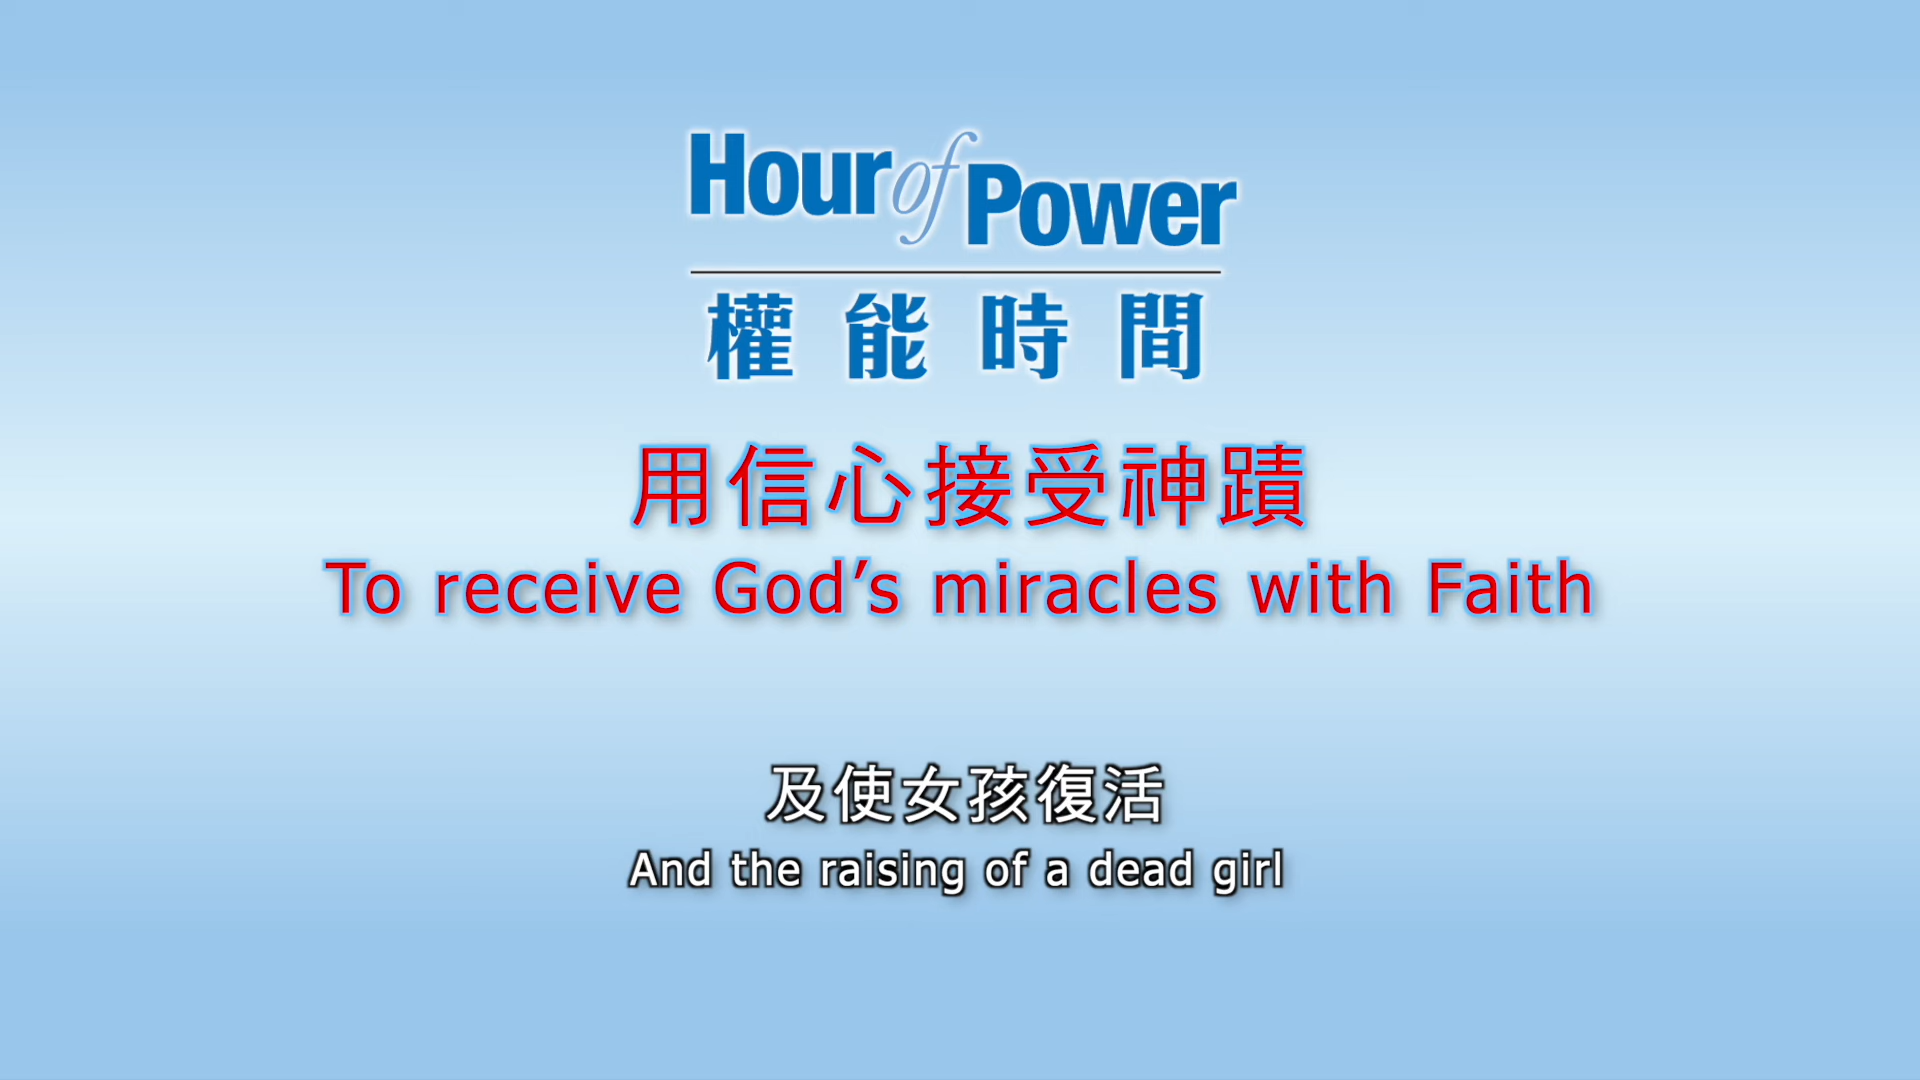 Hour of Power
權能時間
用信心接受神蹟
To receive God’s miracles with Faith
及使女孩復活
And the raising of a dead girl